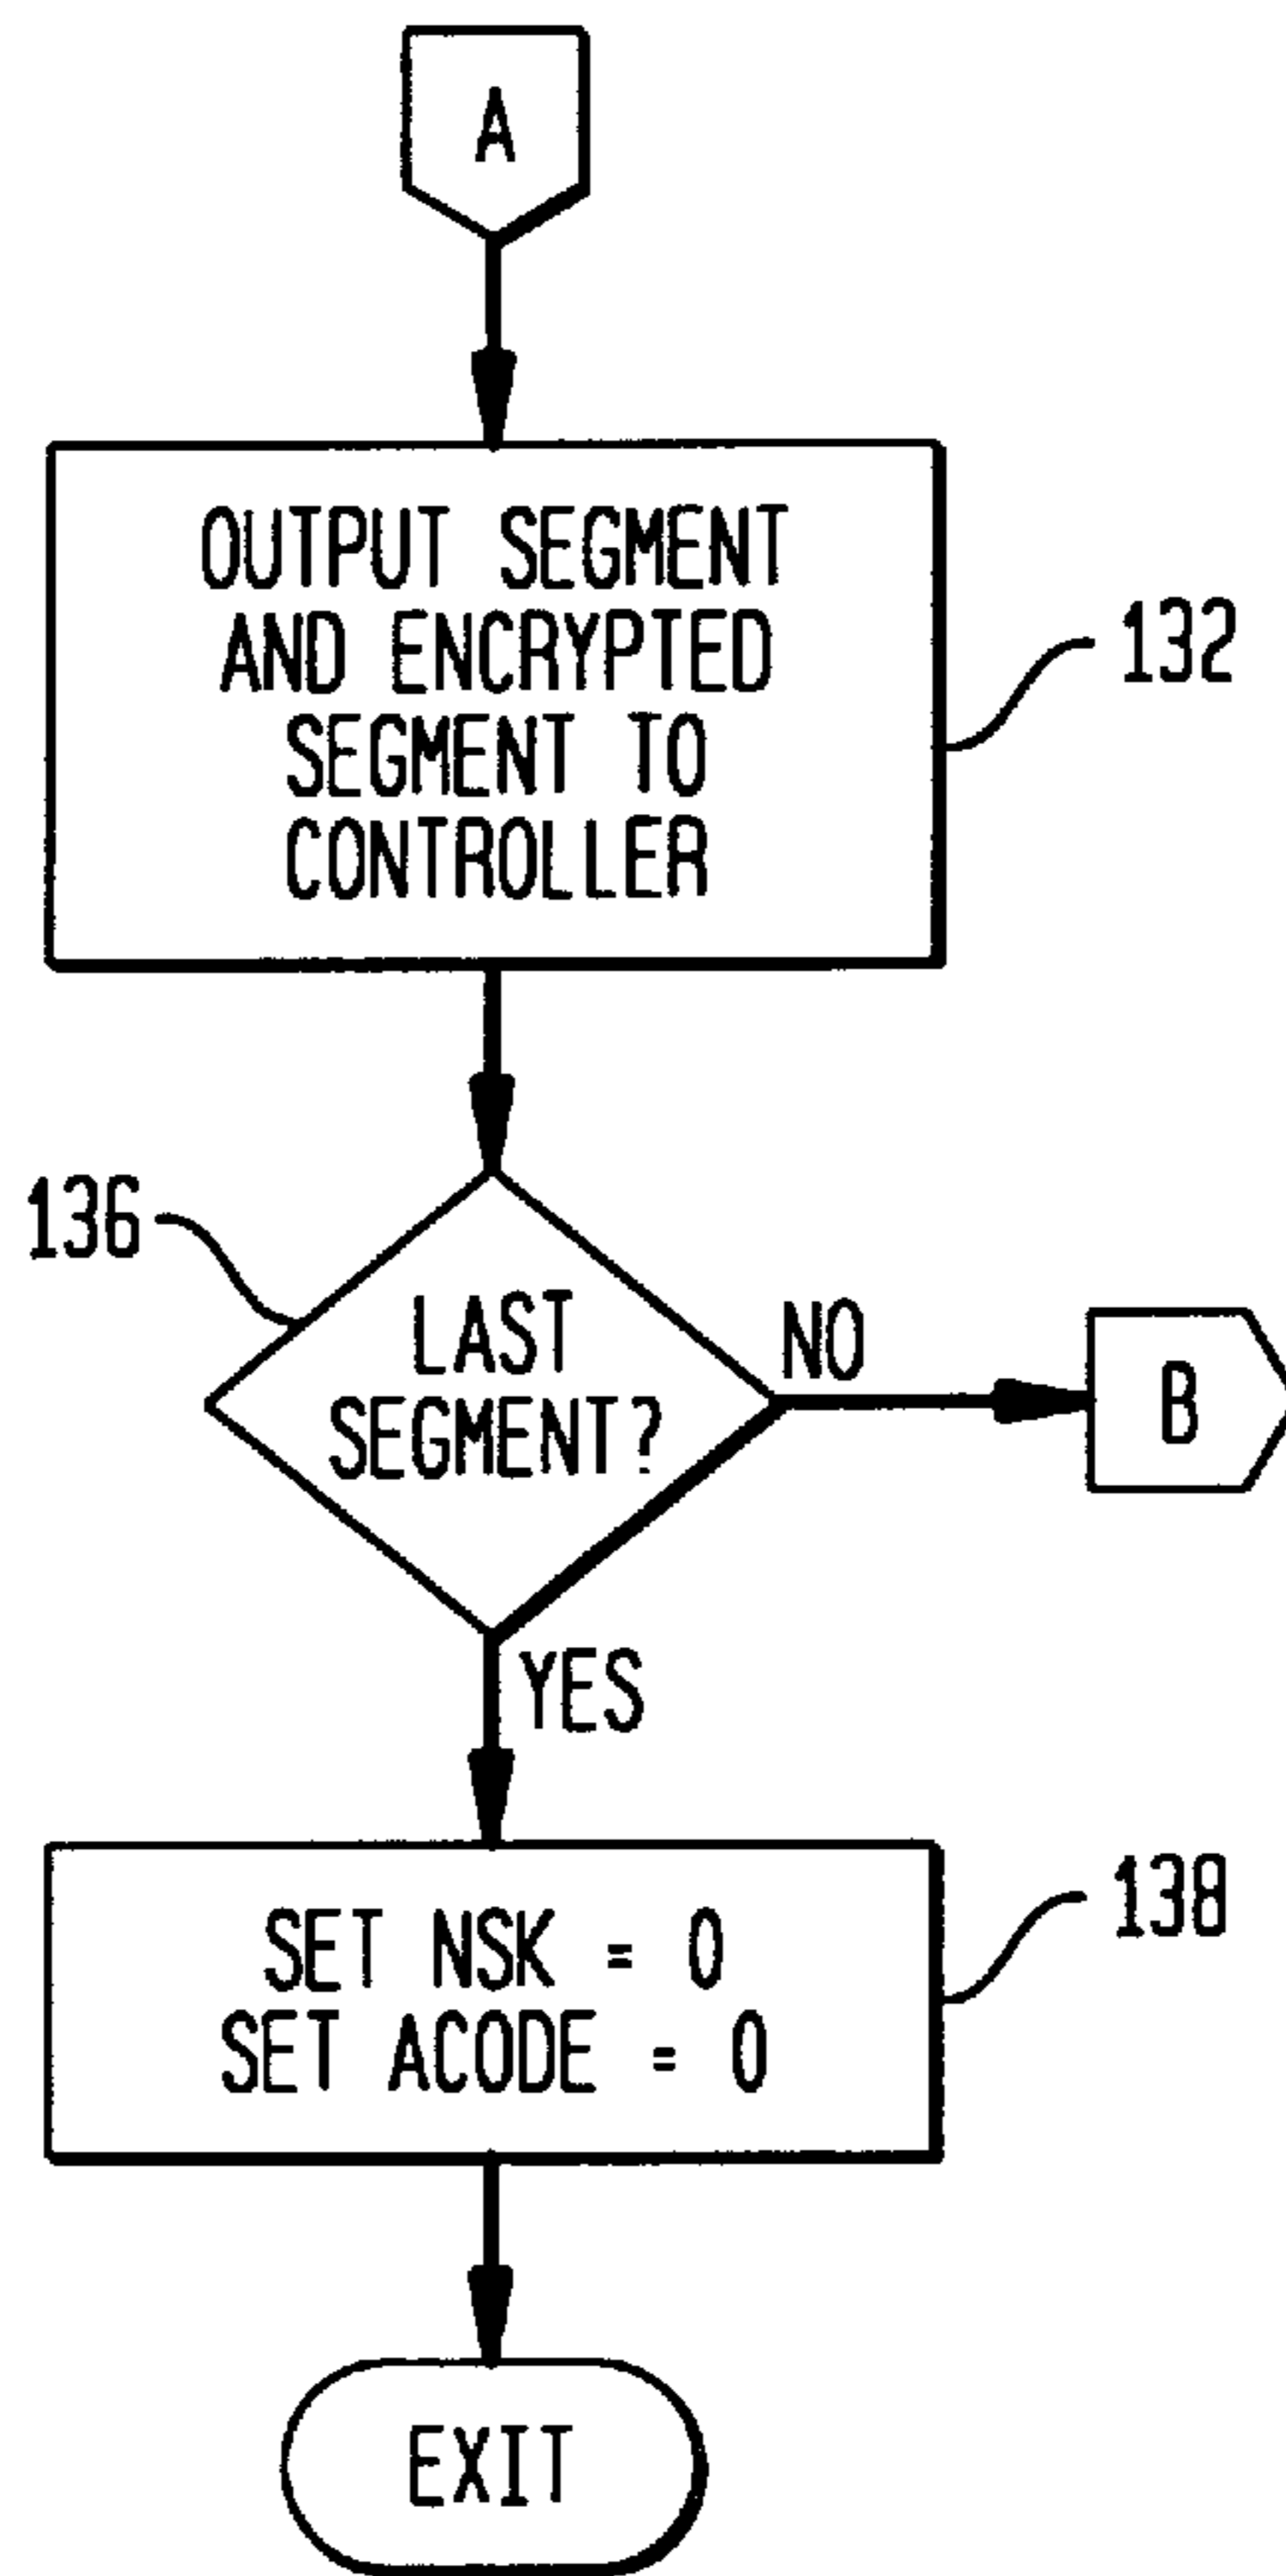 A
OUTPUT SEGMENT
AND ENCRYPTED
SEGMENT TO
CONTROLLER
132
136
LAST
SEGMENT?
NO
B
YES
SET NSK = 0
SET ACODE = 0
138
EXIT